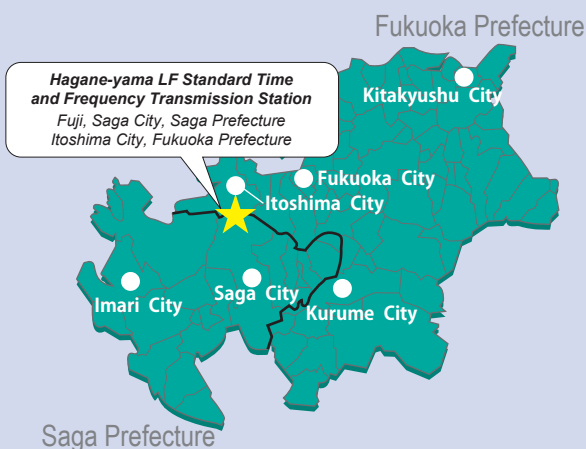 Fukuoka Prefecture
Hagane-yama LF Standard Time
and Frequency Transmission Station
Fuji, Saga City, Saga Prefecture
Itoshima City, Fukuoka Prefecture
Kitakyushu City
Fukuoka City
Itoshima City
Imari City
Saga City
Kurume City
Saga Prefecture